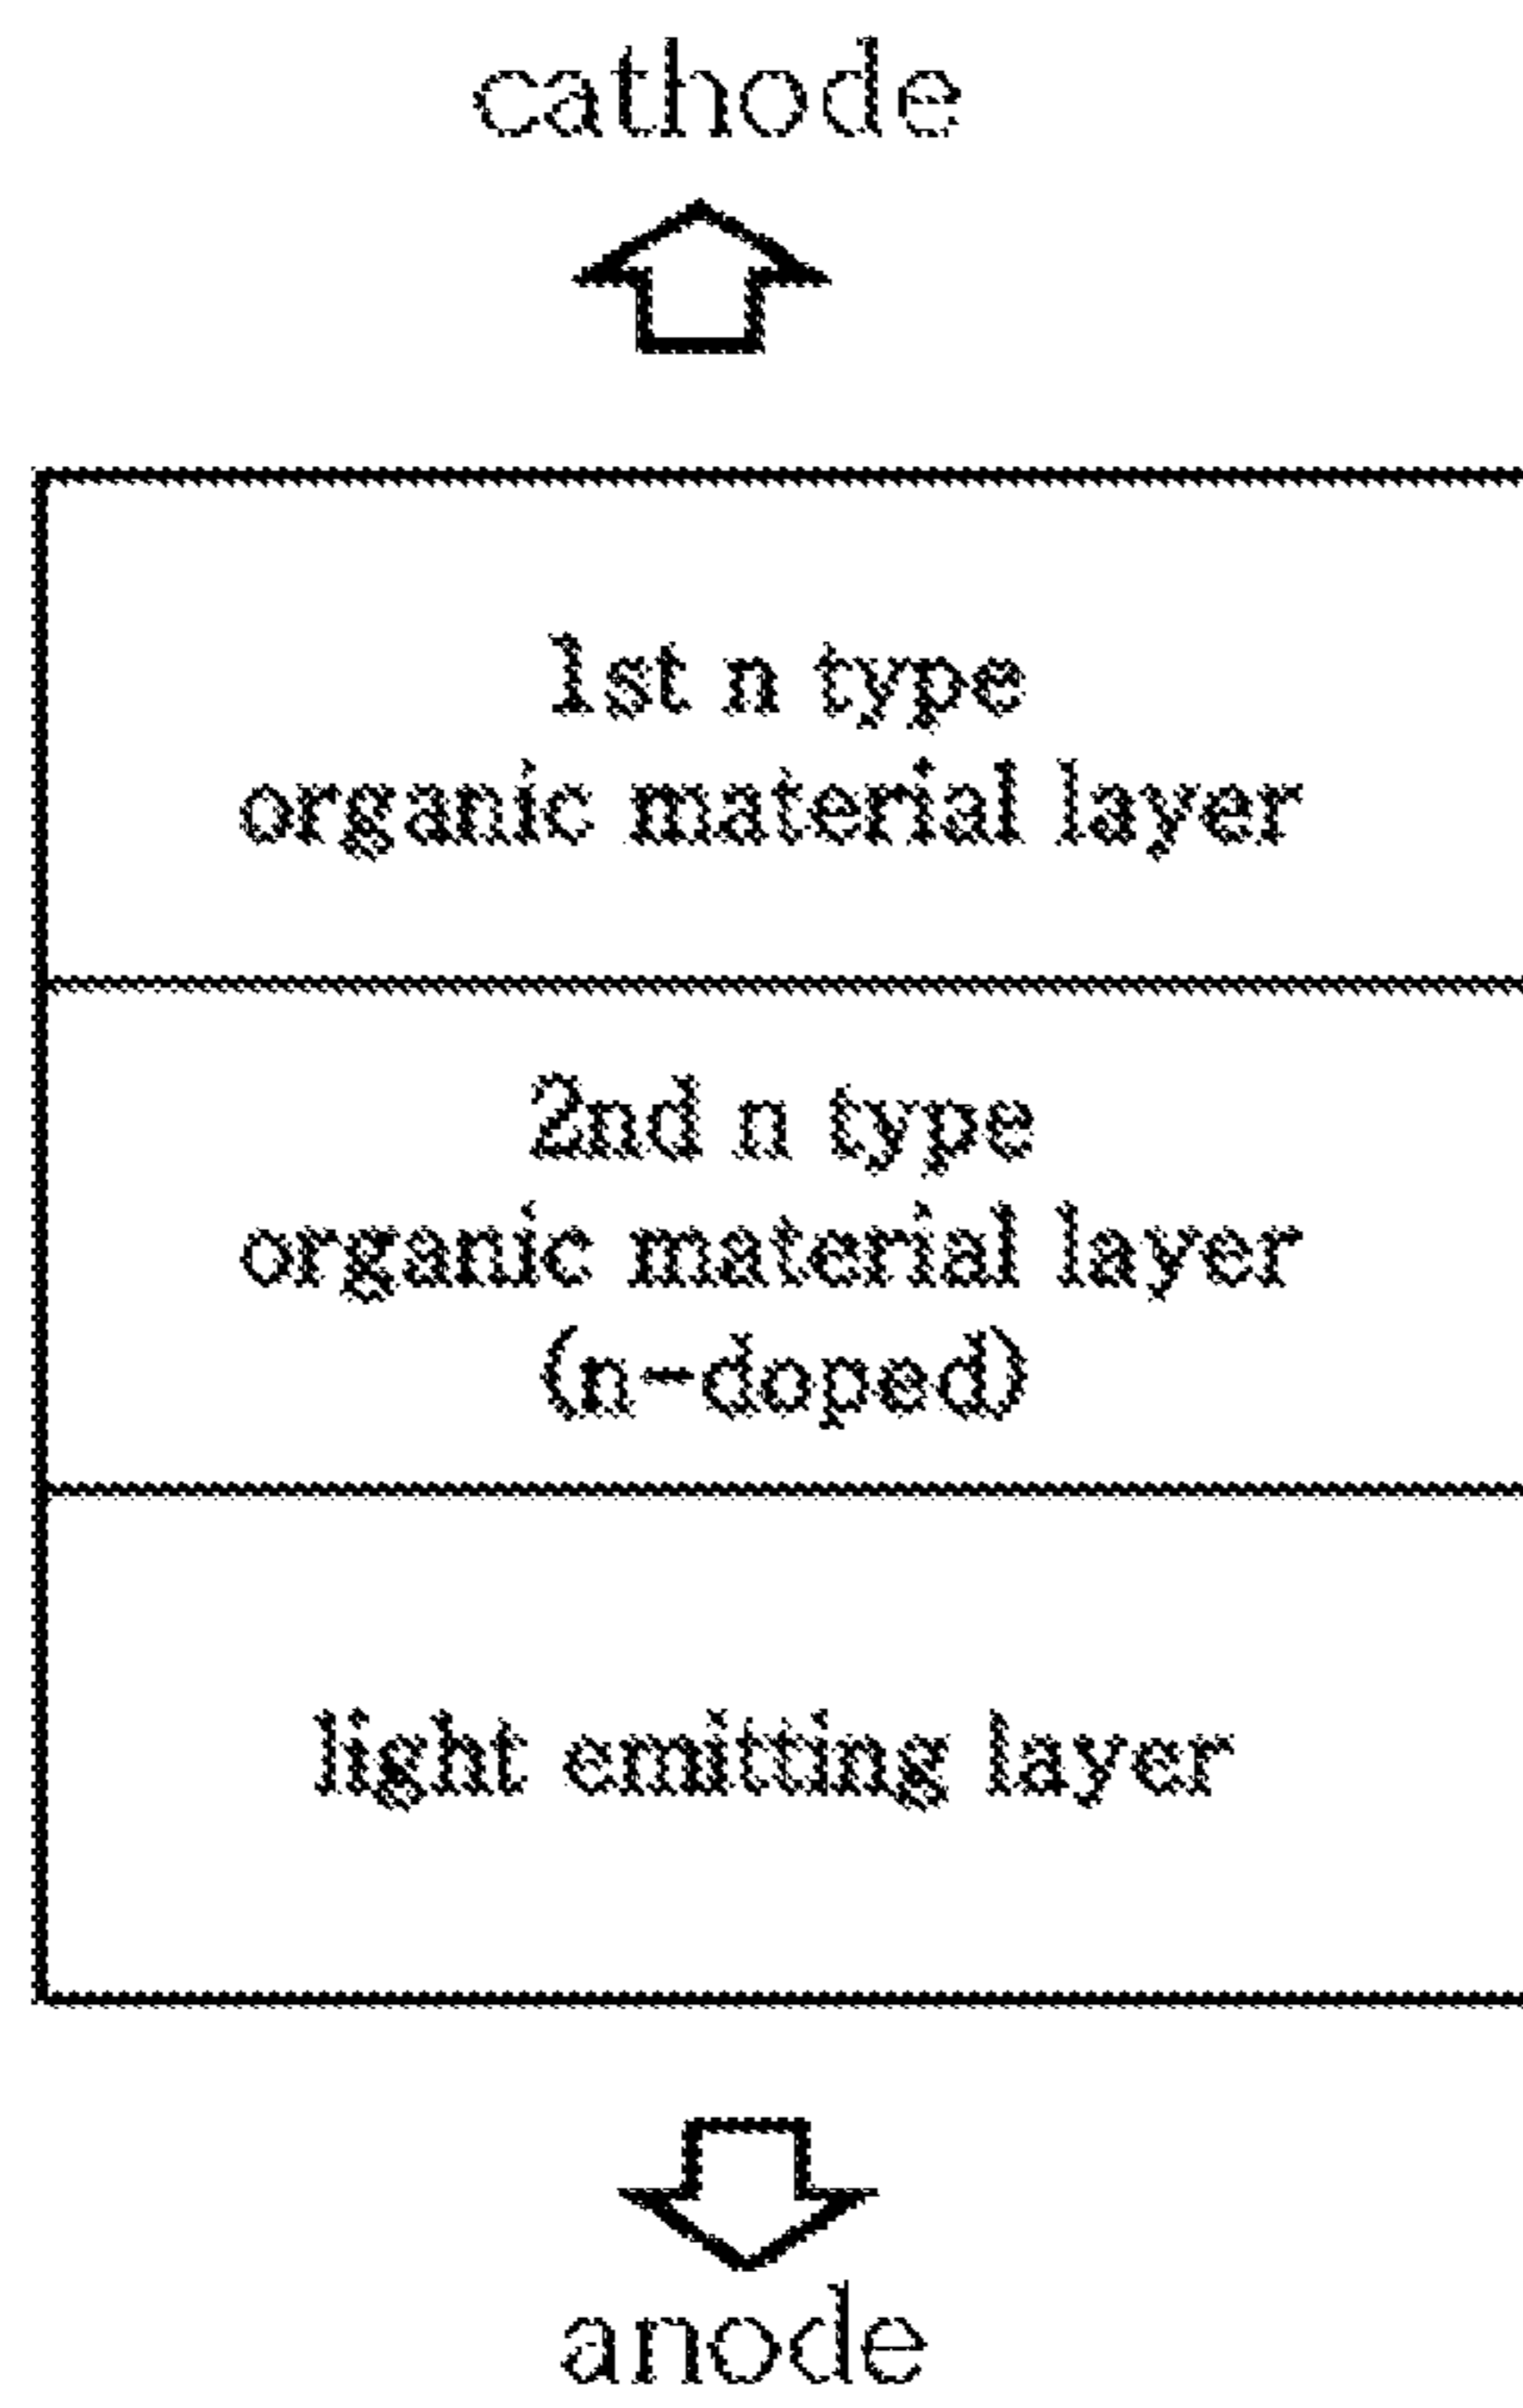 cathode
1st n type
organic material layer
2nd n type
organic material layer
(n-doped)
light emitting layer
anode